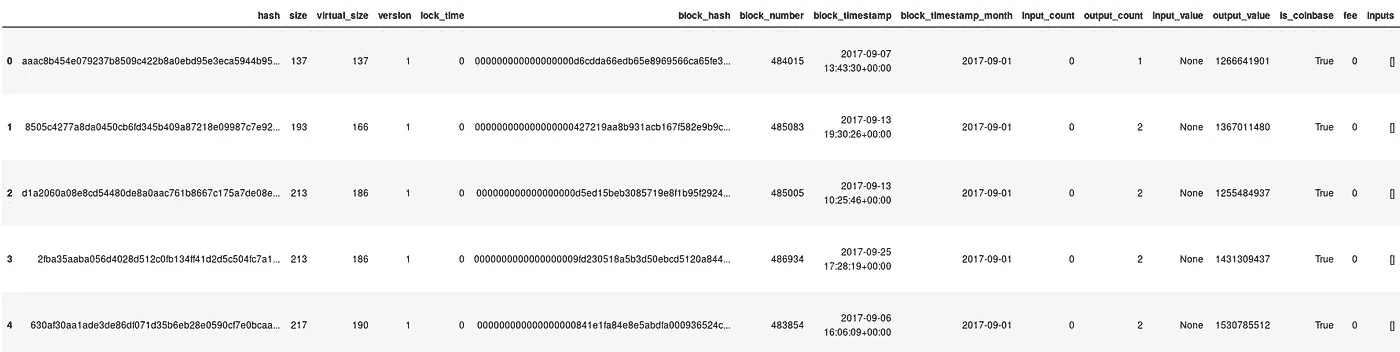 hash size virtual_size version lock_time block_hash block_number block_timestamp block_timestamp_month input_count output_count input_value output_value is_coinbase fee inputs
0 aaac8b454e079237b8509c422b8a0ebd95e3eca5944b95... 137 137 1 0 000000000000000000d6cdda66edb65e8969566ca65fe3... 484015 2017-09-07 13:43:30+00:00 2017-09-01 0 1 None 1266641901 True 0 []
1 8505c4277a8da0450cb6fd345b409a87218e09987c7e92... 193 166 1 0 000000000000000000427219aa8b931acb167f582e9b9c... 485083 2017-09-13 19:30:26+00:00 2017-09-01 0 2 None 1367011480 True 0 []
2 d1a2060a08e8cd54480de8a0aac761b8667c175a7de08e... 213 186 1 0 000000000000000000d5ed15beb3085719e8f1b95f2924... 485005 2017-09-13 10:25:46+00:00 2017-09-01 0 2 None 1255484937 True 0 []
3 2fba35aaba056d4028d512c0fb134ff41d2d5c504fc7a1... 213 186 1 0 0000000000000000009fd230518a5b3d50ebcd5120a844... 486934 2017-09-25 17:28:19+00:00 2017-09-01 0 2 None 1431309437 True 0 []
4 630af30aa1ade3de86df071d35b6eb28e0590cf7e0bcaa... 217 190 1 0 000000000000000000841e1fa84e8e5abdfa000936524c... 483854 2017-09-06 16:06:09+00:00 2017-09-01 0 2 None 1530785512 True 0 []